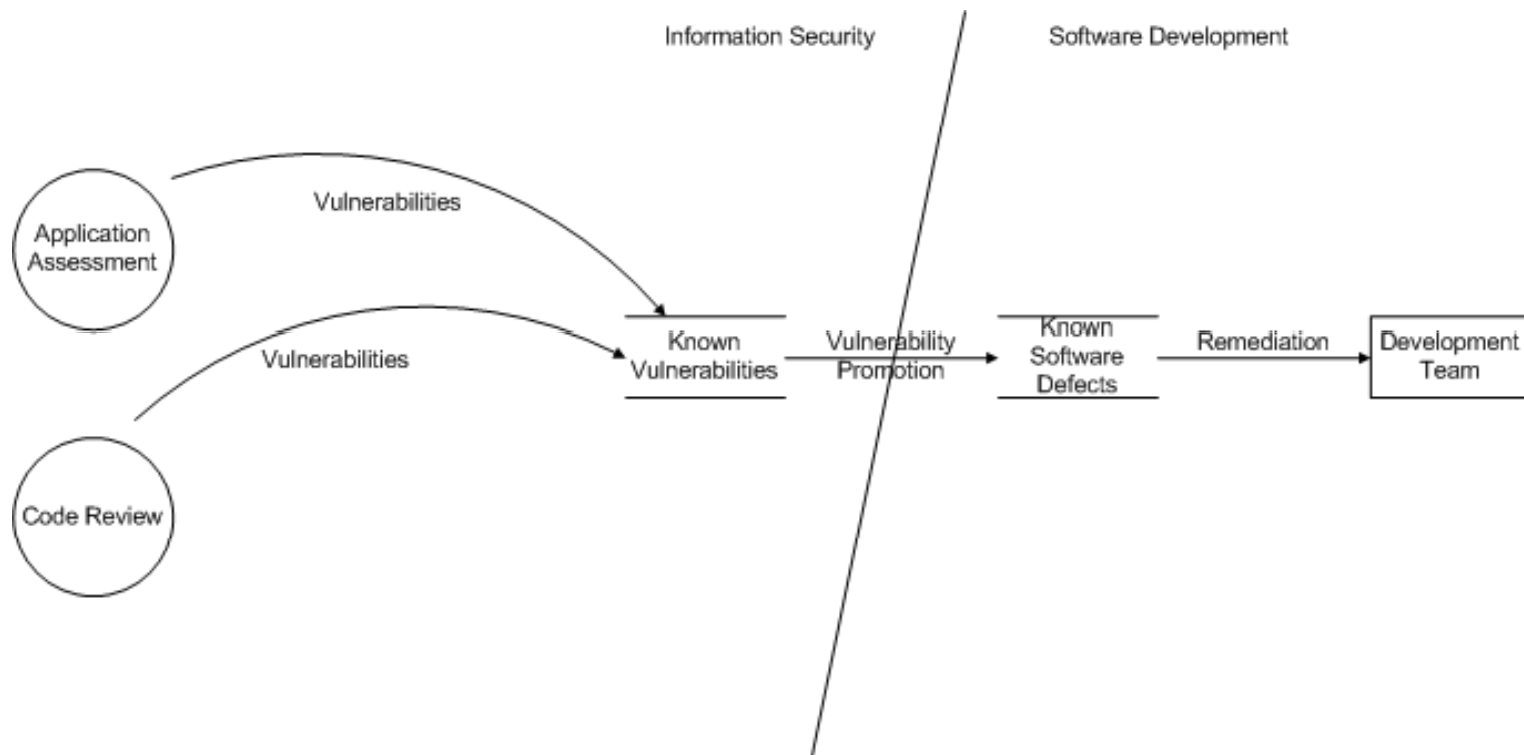 Information Security
Software Development
Vulnerabilities
Application
Assessment
Vulnerabilities
Known
Vulnerabilities
Vulnerability
Promotion
Known
Software
Defects
Remediation
Development
Team
Code Review